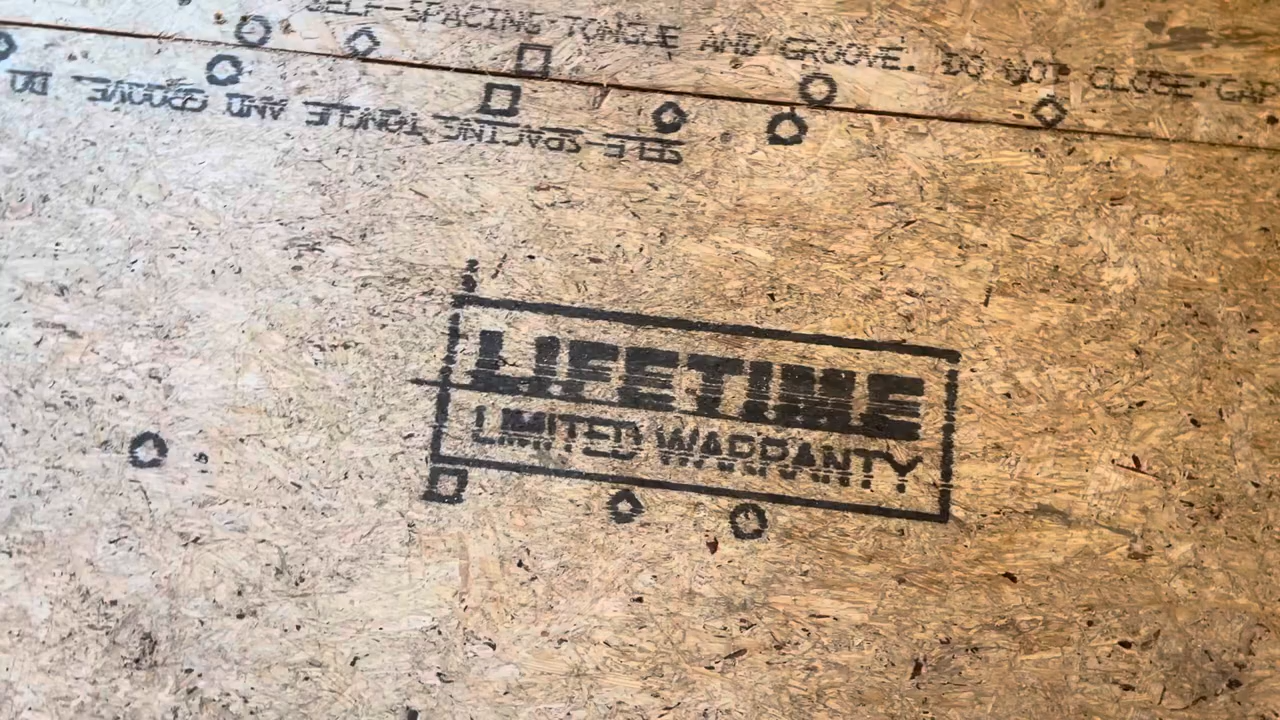 SELF-SPACING TONGUE AND GROOVE. DO NOT CLOSE GAP
SELF-SPACING TONGUE AND GROOVE. DO
LIFETIME
LIMITED WARRANTY